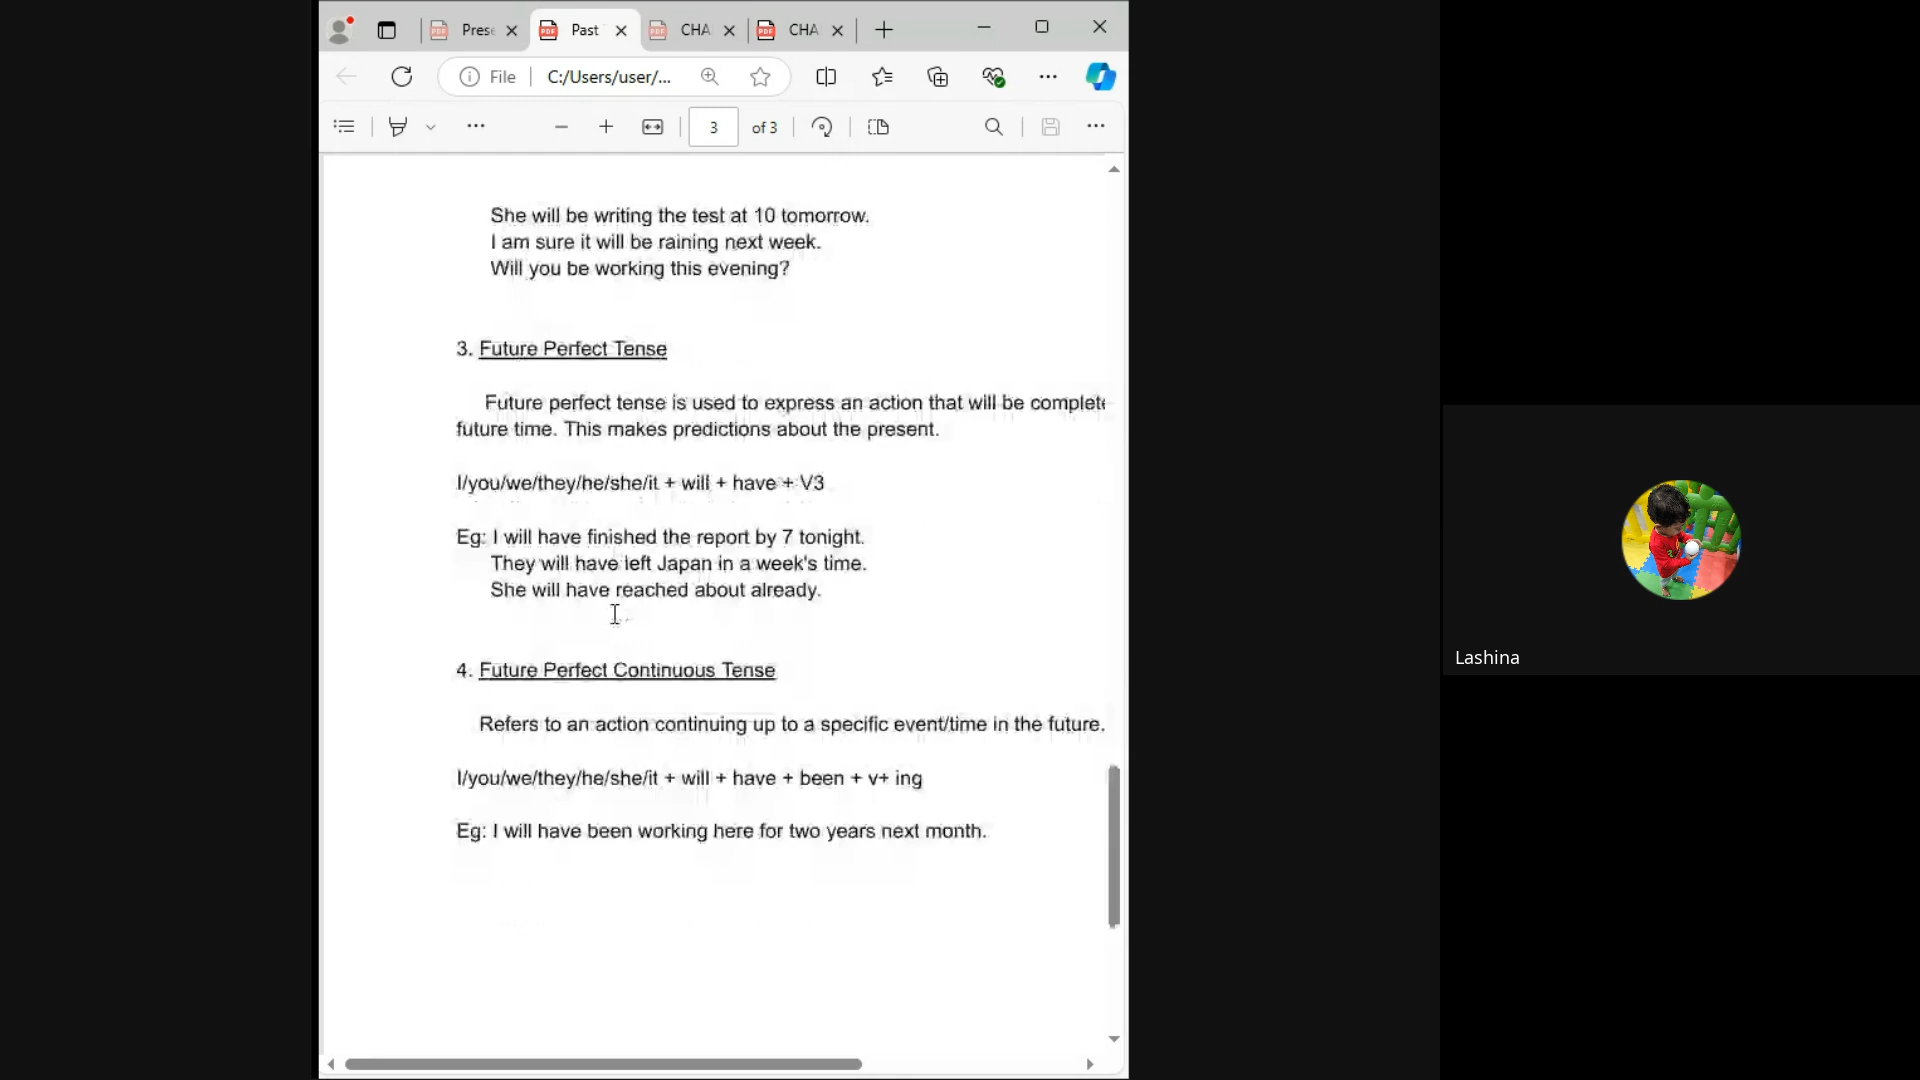 Prese
Past
CHA
CHA
File
C:/Users/user/...
3
of 3
She will be writing the test at 10 tomorrow.
I am sure it will be raining next week.
Will you be working this evening?
3. Future Perfect Tense
Future perfect tense is used to express an action that will be complete
future time. This makes predictions about the present.
I/you/we/they/he/she/it + will + have + V3
Eg: I will have finished the report by 7 tonight.
They will have left Japan in a week's time.
She will have reached about already.
4. Future Perfect Continuous Tense
Refers to an action continuing up to a specific event/time in the future.
I/you/we/they/he/she/it + will + have + been + v+ ing
Eg: I will have been working here for two years next month.
Lashina